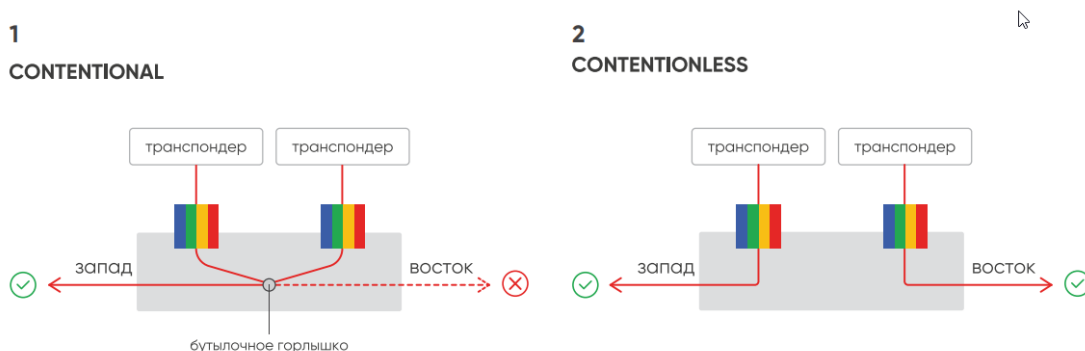 1
CONTENTIONAL
транспондер
транспондер
запад
восток
бутылочное горлышко
2
CONTENTIONLESS
транспондер
транспондер
запад
восток